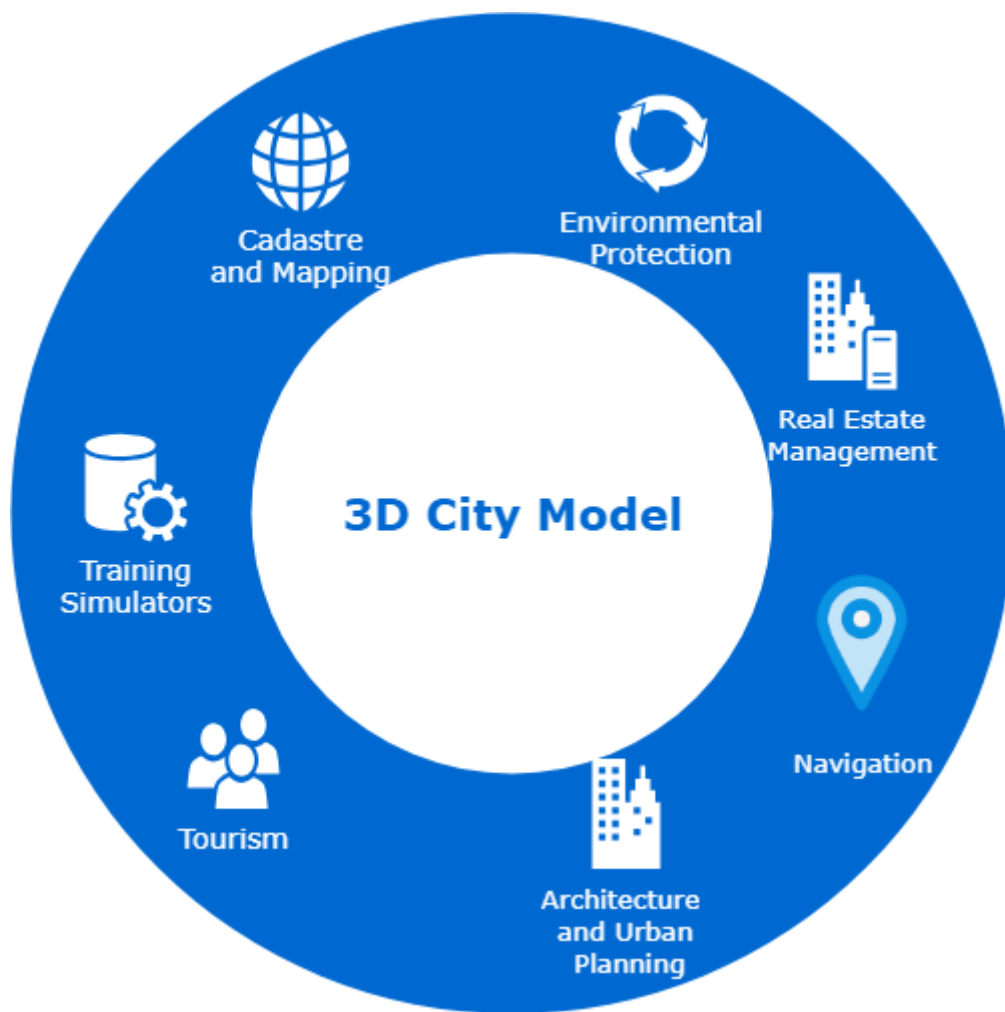 Cadastre
and Mapping
Environmental
Protection
Real Estate
Management
3D City Model
Training
Simulators
Navigation
Tourism
Architecture
and Urban
Planning